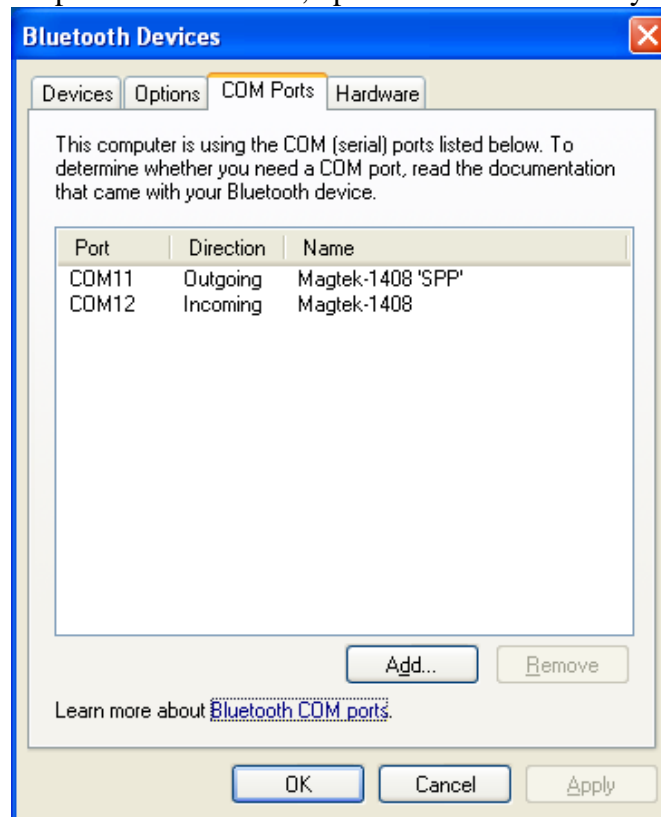 Bluetooth Devices
Devices Options COM Ports Hardware
This computer is using the COM (serial) ports listed below. To
determine whether you need a COM port, read the documentation
that came with your Bluetooth device.
Port Direction Name
COM11 Outgoing Magtek-1408 'SPP'
COM12 Incoming Magtek-1408
Add... Remove
Learn more about Bluetooth COM ports.
OK Cancel Apply